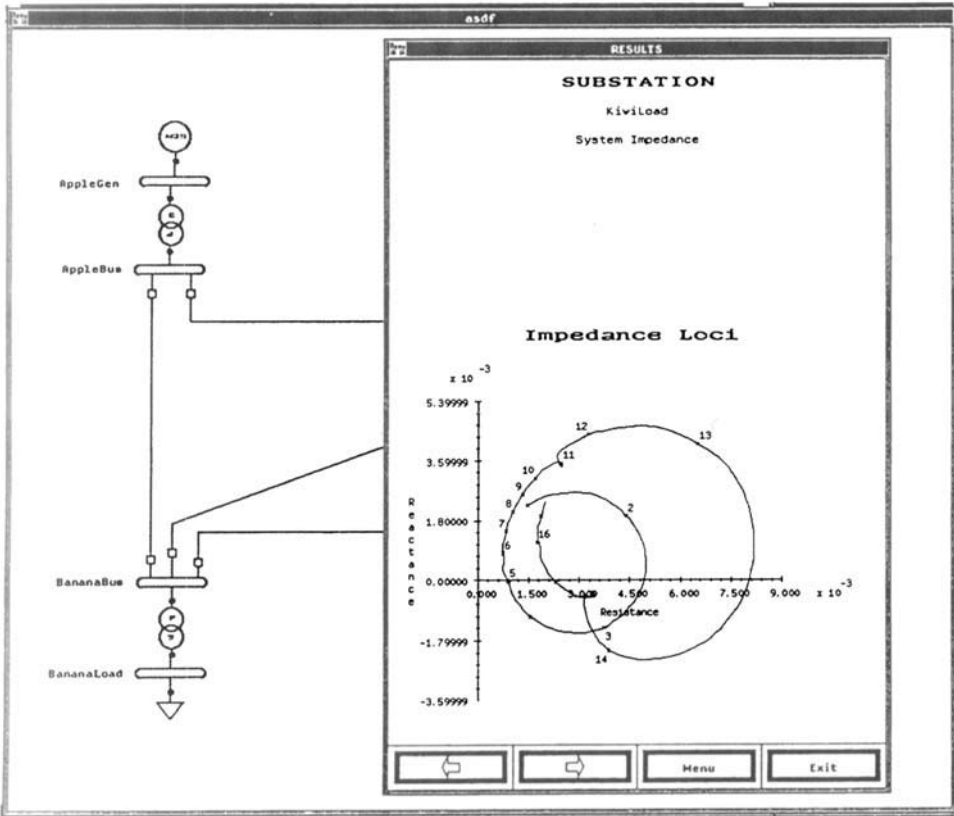 asdf
RESULTS
SUBSTATION
KiwiLoad
System Impedance
AppleGen
AppleBus
BananaBus
BananaLoad
Impedance Loci
x 10 -3
5.39999
3.59999
1.80000
0.00000
-1.79999
-3.59999
Reactance
0.000 1.500 3.000 4.500 6.000 7.500 9.000 x 10 -3
Resistance
2
3
5
6
7
8
9
10
11
12
13
14
16
Menu
Exit